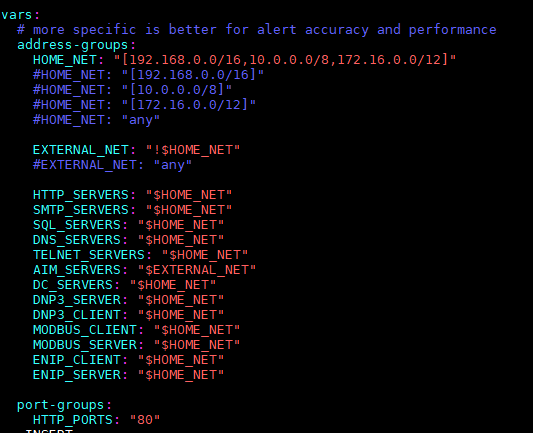 vars:
# more specific is better for alert accuracy and performance
address-groups:
HOME_NET: "[192.168.0.0/16,10.0.0.0/8,172.16.0.0/12]"
#HOME_NET: "[192.168.0.0/16]"
#HOME_NET: "[10.0.0.0/8]"
#HOME_NET: "[172.16.0.0/12]"
#HOME_NET: "any"
EXTERNAL_NET: "!$HOME_NET"
#EXTERNAL_NET: "any"
HTTP_SERVERS: "$HOME_NET"
SMTP_SERVERS: "$HOME_NET"
SQL_SERVERS: "$HOME_NET"
DNS_SERVERS: "$HOME_NET"
TELNET_SERVERS: "$HOME_NET"
AIM_SERVERS: "$EXTERNAL_NET"
DC_SERVERS: "$HOME_NET"
DNP3_SERVER: "$HOME_NET"
DNP3_CLIENT: "$HOME_NET"
MODBUS_CLIENT: "$HOME_NET"
MODBUS_SERVER: "$HOME_NET"
ENIP_CLIENT: "$HOME_NET"
ENIP_SERVER: "$HOME_NET"
port-groups:
HTTP_PORTS: "80"
INSERT